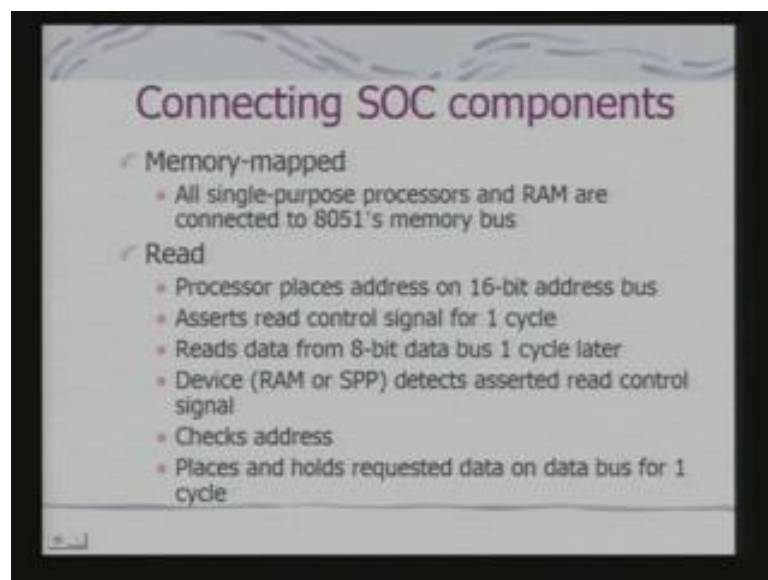 Connecting SOC components
Memory-mapped
All single-purpose processors and RAM are
connected to 8051's memory bus
Read
Processor places address on 16-bit address bus
Asserts read control signal for 1 cycle
Reads data from 8-bit data bus 1 cycle later
Device (RAM or SPP) detects asserted read control
signal
Checks address
Places and holds requested data on data bus for 1
cycle